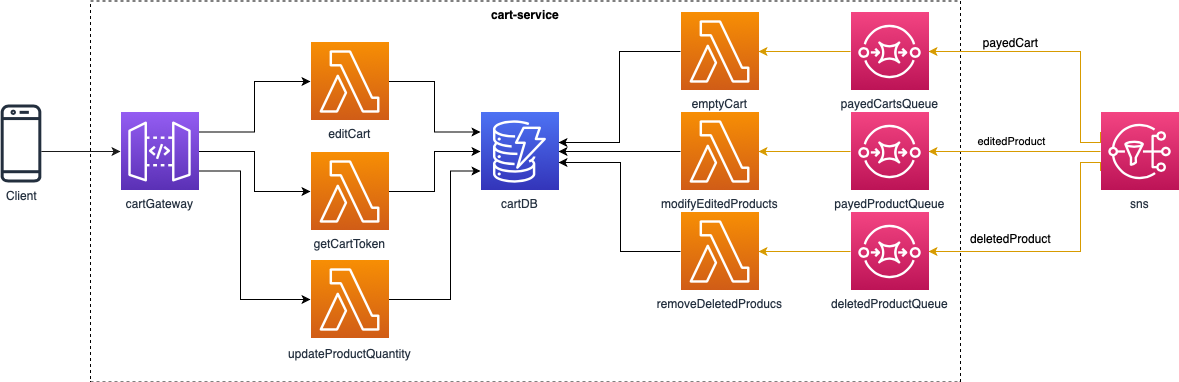 cart-service
payedCart
emptyCart
payedCartsQueue
editCart
editedProduct
Client
cartGateway
cartDB
modifyEditedProducts
payedProductQueue
sns
getCartToken
deletedProduct
removeDeletedProducs
deletedProductQueue
updateProductQuantity